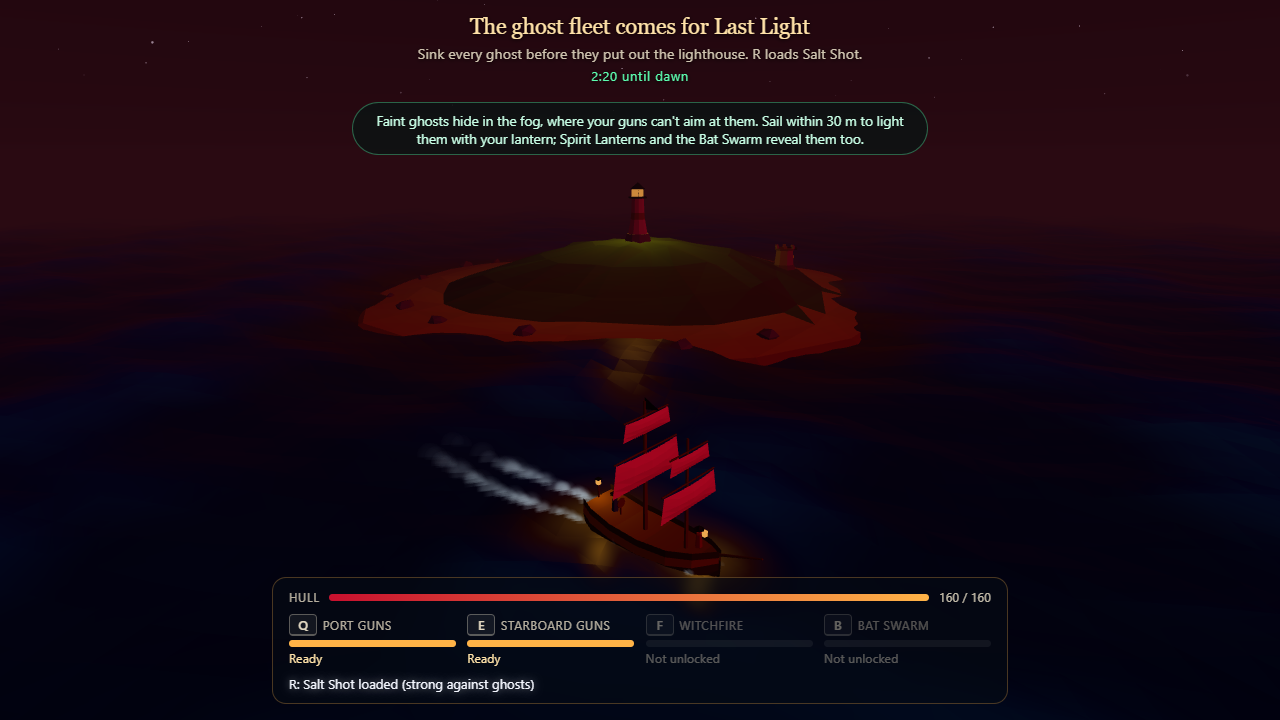 The ghost fleet comes for Last Light
Sink every ghost before they put out the lighthouse. R loads Salt Shot.
2:20 until dawn
Faint ghosts hide in the fog, where your guns can't aim at them. Sail within 30 m to light
them with your lantern; Spirit Lanterns and the Bat Swarm reveal them too.
HULL 160 / 160
Q PORT GUNS E STARBOARD GUNS F WITCHFIRE B BAT SWARM
Ready Ready Not unlocked Not unlocked
R: Salt Shot loaded (strong against ghosts)